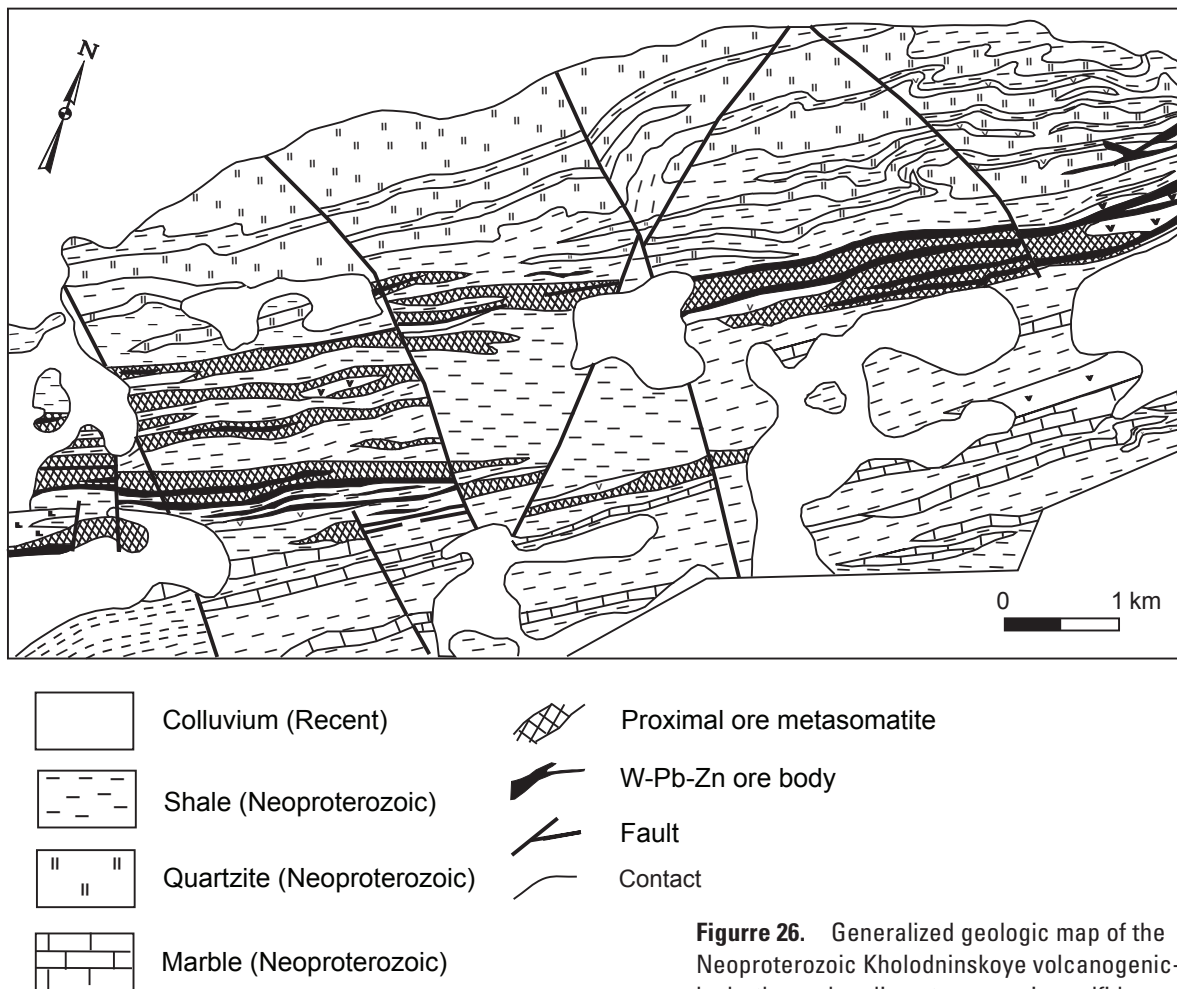 N
0 1 km
Colluvium (Recent)
Shale (Neoproterozoic)
Quartzite (Neoproterozoic)
Marble (Neoproterozoic)
Proximal ore metasomatite
W-Pb-Zn ore body
Fault
Contact
Figurre 26. Generalized geologic map of the
Neoproterozoic Kholodninskoye volcanogenic-